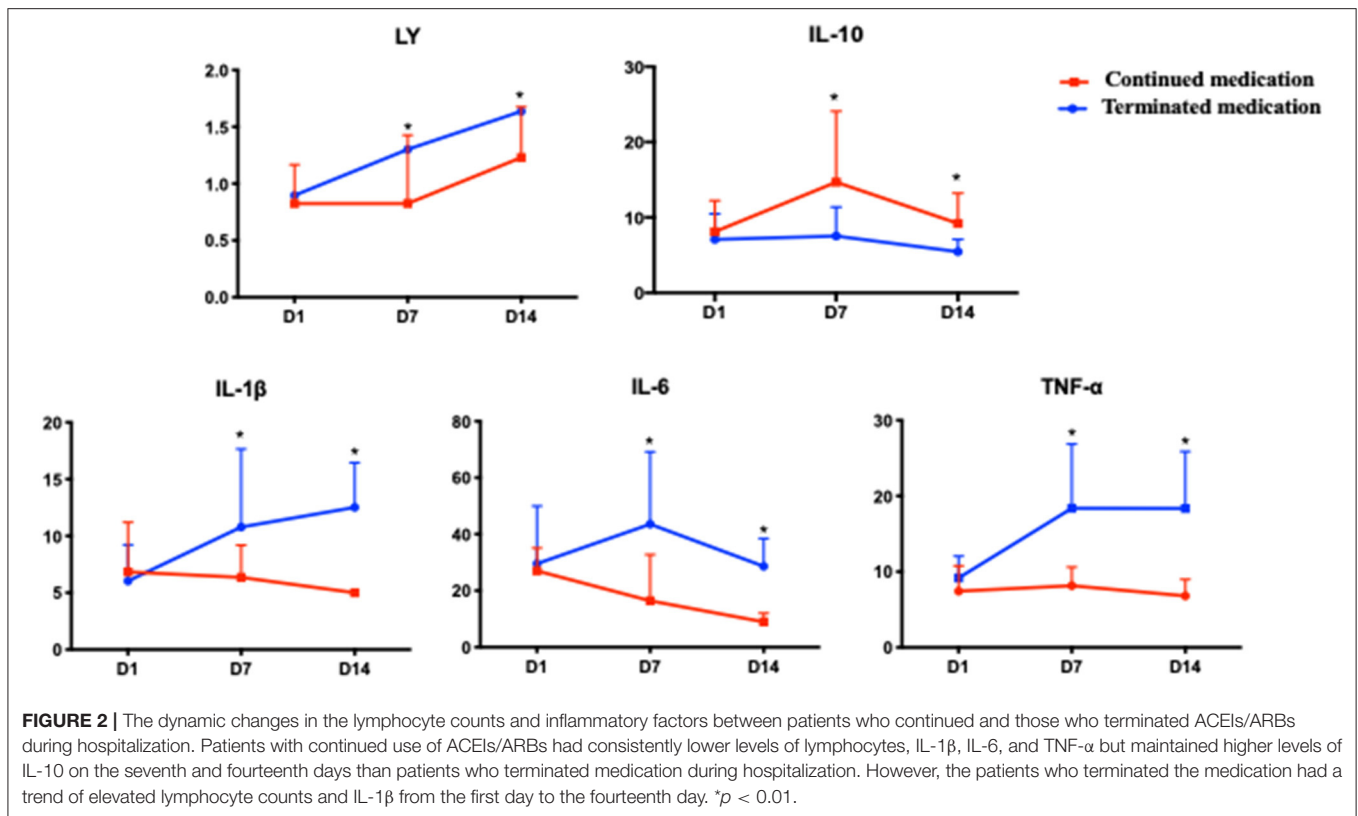 LY
2.0
1.5
1.0
0.5
0.0
*
*
D1 D7 D14
IL-10
30
20
10
0
*
*
D1 D7 D14
Continued medication
Terminated medication
IL-1β
20
15
10
5
0
*
*
D1 D7 D14
IL-6
80
60
40
20
0
*
*
D1 D7 D14
TNF-α
30
20
10
0
*
*
D1 D7 D14
FIGURE 2 | The dynamic changes in the lymphocyte counts and inflammatory factors between patients who continued and those who terminated ACEIs/ARBs
during hospitalization. Patients with continued use of ACEIs/ARBs had consistently lower levels of lymphocytes, IL-1β, IL-6, and TNF-α but maintained higher levels of
IL-10 on the seventh and fourteenth days than patients who terminated medication during hospitalization. However, the patients who terminated the medication had a
trend of elevated lymphocyte counts and IL-1β from the first day to the fourteenth day. *p < 0.01.